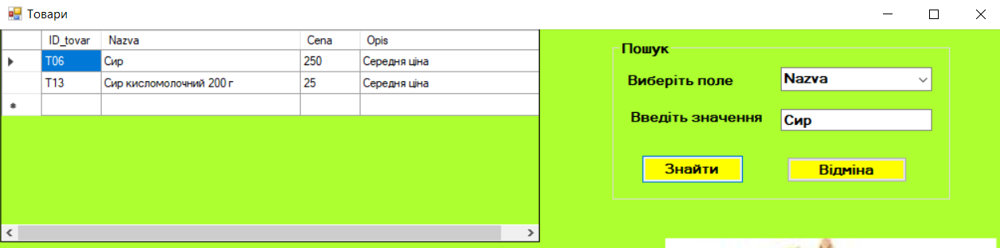 Товари
ID_tovar Nazva Cena Opis
T06 Сир 250 Середня ціна
T13 Сир кисломолочний 200 г 25 Середня ціна
Пошук
Виберіть поле Nazva
Введіть значення Сир
Знайти Відміна